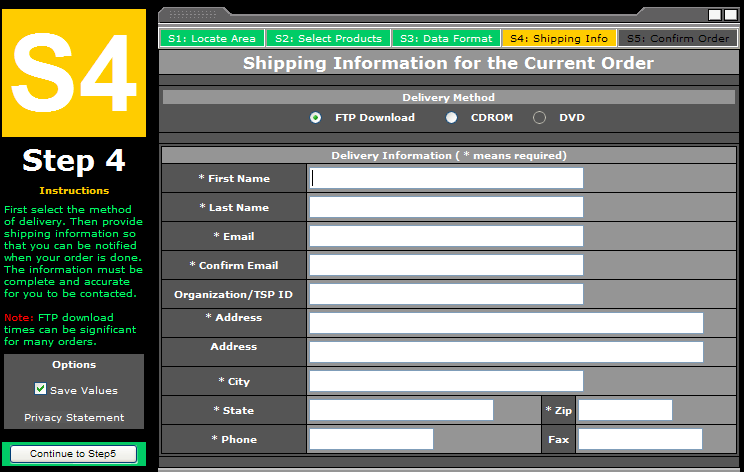 S4
Step 4
Instructions
First select the method
of delivery. Then provide
shipping information so
that you can be notified
when your order is done.
The information must be
complete and accurate
for you to be contacted.
Note: FTP download
times can be significant
for many orders.
Options
Save Values
Privacy Statement
Continue to Step5
S1: Locate Area S2: Select Products S3: Data Format S4: Shipping Info S5: Confirm Order
Shipping Information for the Current Order
Delivery Method
FTP Download CDROM DVD
Delivery Information ( * means required)
* First Name
* Last Name
* Email
* Confirm Email
Organization/TSP ID
* Address
Address
* City
* State * Zip
* Phone Fax